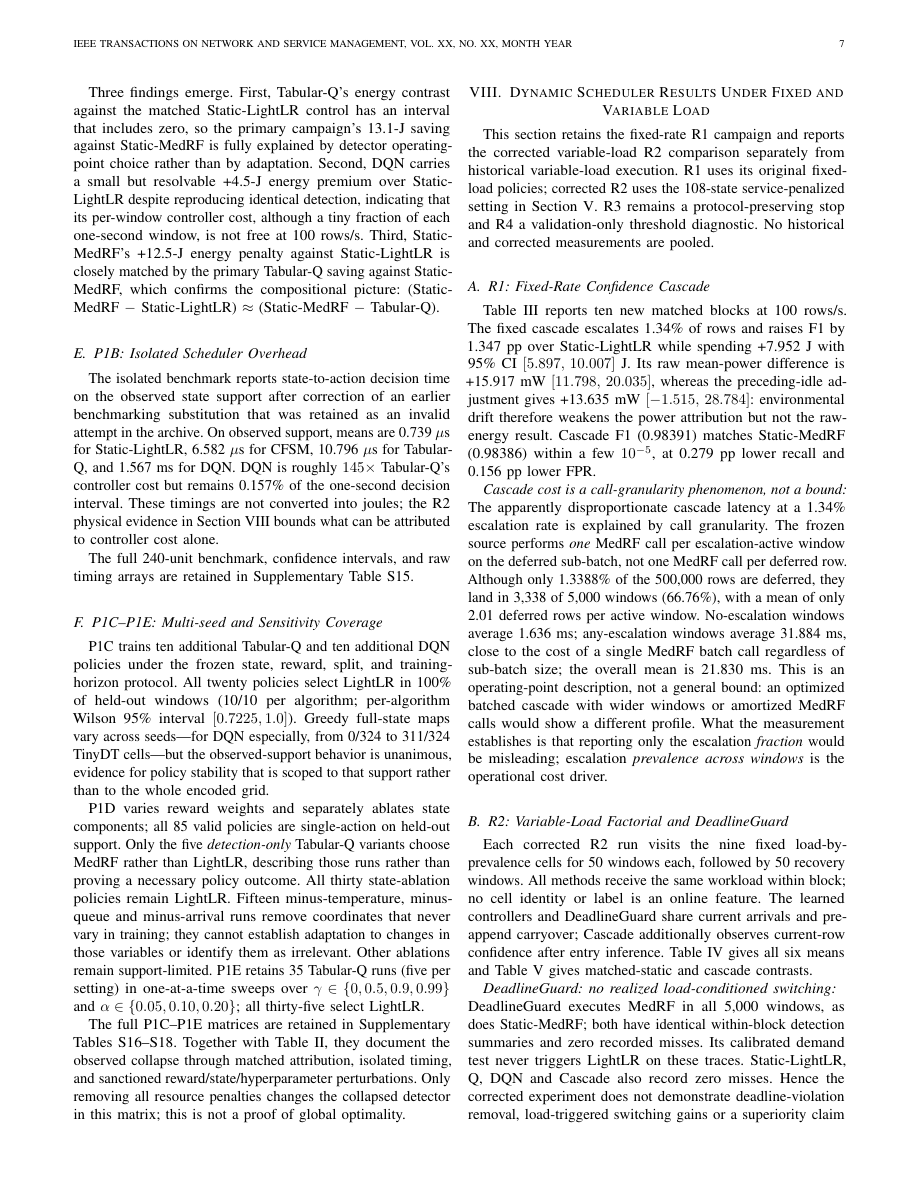 IEEE TRANSACTIONS ON NETWORK AND SERVICE MANAGEMENT, VOL. XX, NO. XX, MONTH YEAR 7
Three findings emerge. First, Tabular-Q's energy contrast
against the matched Static-LightLR control has an interval
that includes zero, so the primary campaign's 13.1-J saving
against Static-MedRF is fully explained by detector operating-
point choice rather than by adaptation. Second, DQN carries
a small but resolvable +4.5-J energy premium over Static-
LightLR despite reproducing identical detection, indicating that
its per-window controller cost, although a tiny fraction of each
one-second window, is not free at 100 rows/s. Third, Static-
MedRF's +12.5-J energy penalty against Static-LightLR is
closely matched by the primary Tabular-Q saving against Static-
MedRF, which confirms the compositional picture: (Static-
MedRF − Static-LightLR) ≈ (Static-MedRF − Tabular-Q).
E. P1B: Isolated Scheduler Overhead
The isolated benchmark reports state-to-action decision time
on the observed state support after correction of an earlier
benchmarking substitution that was retained as an invalid
attempt in the archive. On observed support, means are 0.739 μs
for Static-LightLR, 6.582 μs for CFSM, 10.796 μs for Tabular-
Q, and 1.567 ms for DQN. DQN is roughly 145× Tabular-Q's
controller cost but remains 0.157% of the one-second decision
interval. These timings are not converted into joules; the R2
physical evidence in Section VIII bounds what can be attributed
to controller cost alone.
The full 240-unit benchmark, confidence intervals, and raw
timing arrays are retained in Supplementary Table S15.
F. P1C–P1E: Multi-seed and Sensitivity Coverage
P1C trains ten additional Tabular-Q and ten additional DQN
policies under the frozen state, reward, split, and training-
horizon protocol. All twenty policies select LightLR in 100%
of held-out windows (10/10 per algorithm; per-algorithm
Wilson 95% interval [0.7225, 1.0]). Greedy full-state maps
vary across seeds—for DQN especially, from 0/324 to 311/324
TinyDT cells—but the observed-support behavior is unanimous,
evidence for policy stability that is scoped to that support rather
than to the whole encoded grid.
P1D varies reward weights and separately ablates state
components; all 85 valid policies are single-action on held-out
support. Only the five detection-only Tabular-Q variants choose
MedRF rather than LightLR, describing those runs rather than
proving a necessary policy outcome. All thirty state-ablation
policies remain LightLR. Fifteen minus-temperature, minus-
queue and minus-arrival runs remove coordinates that never
vary in training; they cannot establish adaptation to changes in
those variables or identify them as irrelevant. Other ablations
remain support-limited. P1E retains 35 Tabular-Q runs (five per
setting) in one-at-a-time sweeps over γ ∈ {0, 0.5, 0.9, 0.99}
and α ∈ {0.05, 0.10, 0.20}; all thirty-five select LightLR.
The full P1C–P1E matrices are retained in Supplementary
Tables S16–S18. Together with Table II, they document the
observed collapse through matched attribution, isolated timing,
and sanctioned reward/state/hyperparameter perturbations. Only
removing all resource penalties changes the collapsed detector
in this matrix; this is not a proof of global optimality.
VIII. DYNAMIC SCHEDULER RESULTS UNDER FIXED AND
VARIABLE LOAD
This section retains the fixed-rate R1 campaign and reports
the corrected variable-load R2 comparison separately from
historical variable-load execution. R1 uses its original fixed-
load policies; corrected R2 uses the 108-state service-penalized
setting in Section V. R3 remains a protocol-preserving stop
and R4 a validation-only threshold diagnostic. No historical
and corrected measurements are pooled.
A. R1: Fixed-Rate Confidence Cascade
Table III reports ten new matched blocks at 100 rows/s.
The fixed cascade escalates 1.34% of rows and raises F1 by
1.347 pp over Static-LightLR while spending +7.952 J with
95% CI [5.897, 10.007] J. Its raw mean-power difference is
+15.917 mW [11.798, 20.035], whereas the preceding-idle ad-
justment gives +13.635 mW [−1.515, 28.784]: environmental
drift therefore weakens the power attribution but not the raw-
energy result. Cascade F1 (0.98391) matches Static-MedRF
(0.98386) within a few 10⁻⁵, at 0.279 pp lower recall and
0.156 pp lower FPR.
Cascade cost is a call-granularity phenomenon, not a bound:
The apparently disproportionate cascade latency at a 1.34%
escalation rate is explained by call granularity. The frozen
source performs one MedRF call per escalation-active window
on the deferred sub-batch, not one MedRF call per deferred row.
Although only 1.3388% of the 500,000 rows are deferred, they
land in 3,338 of 5,000 windows (66.76%), with a mean of only
2.01 deferred rows per active window. No-escalation windows
average 1.636 ms; any-escalation windows average 31.884 ms,
close to the cost of a single MedRF batch call regardless of
sub-batch size; the overall mean is 21.830 ms. This is an
operating-point description, not a general bound: an optimized
batched cascade with wider windows or amortized MedRF
calls would show a different profile. What the measurement
establishes is that reporting only the escalation fraction would
be misleading; escalation prevalence across windows is the
operational cost driver.
B. R2: Variable-Load Factorial and DeadlineGuard
Each corrected R2 run visits the nine fixed load-by-
prevalence cells for 50 windows each, followed by 50 recovery
windows. All methods receive the same workload within block;
no cell identity or label is an online feature. The learned
controllers and DeadlineGuard share current arrivals and pre-
append carryover; Cascade additionally observes current-row
confidence after entry inference. Table IV gives all six means
and Table V gives matched-static and cascade contrasts.
DeadlineGuard: no realized load-conditioned switching:
DeadlineGuard executes MedRF in all 5,000 windows, as
does Static-MedRF; both have identical within-block detection
summaries and zero recorded misses. Its calibrated demand
test never triggers LightLR on these traces. Static-LightLR,
Q, DQN and Cascade also record zero misses. Hence the
corrected experiment does not demonstrate deadline-violation
removal, load-triggered switching gains or a superiority claim